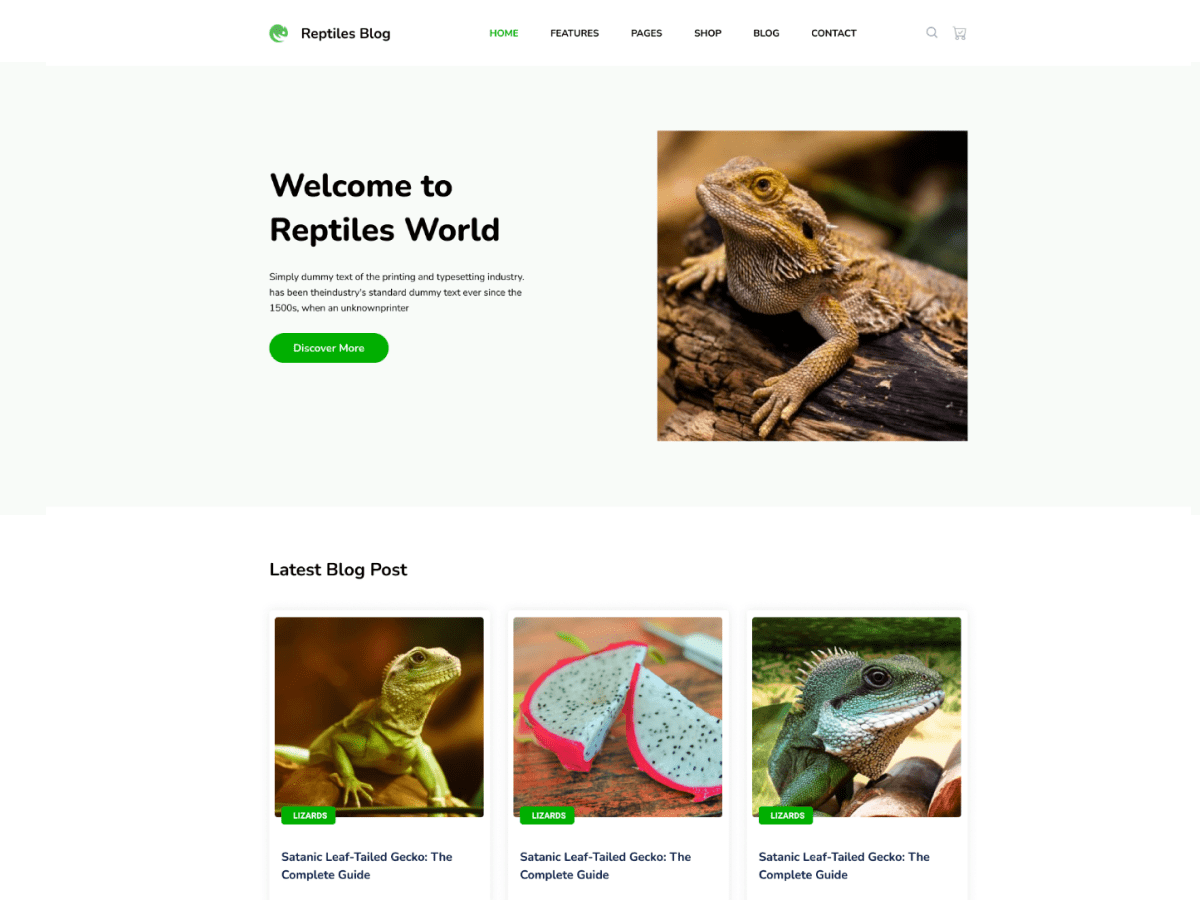 Reptiles Blog
HOME FEATURES PAGES SHOP BLOG CONTACT
Welcome to
Reptiles World
Simply dummy text of the printing and typesetting industry.
has been theindustry's standard dummy text ever since the
1500s, when an unknownprinter
Discover More
Latest Blog Post
LIZARDS
Satanic Leaf-Tailed Gecko: The
Complete Guide
LIZARDS
Satanic Leaf-Tailed Gecko: The
Complete Guide
LIZARDS
Satanic Leaf-Tailed Gecko: The
Complete Guide